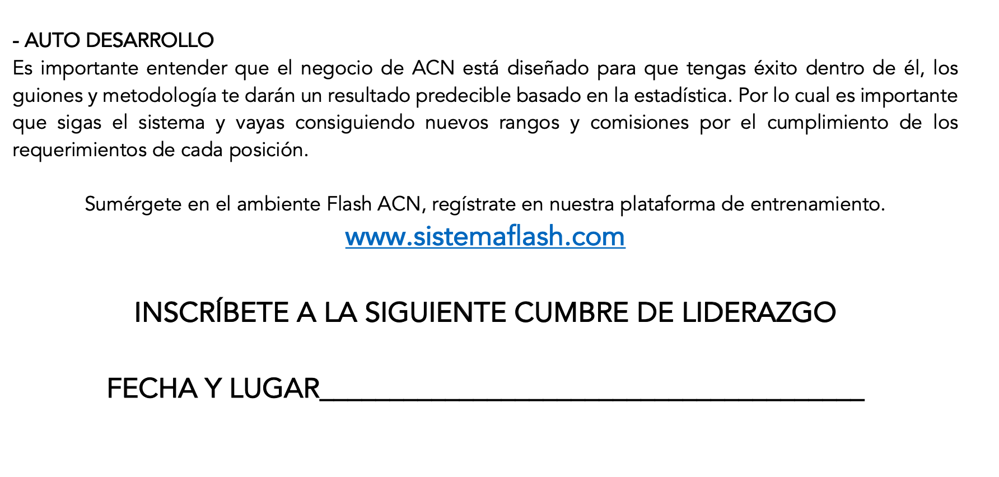 - AUTO DESARROLLO
Es importante entender que el negocio de ACN está diseñado para que tengas éxito dentro de él, los
guiones y metodología te darán un resultado predecible basado en la estadística. Por lo cual es importante
que sigas el sistema y vayas consiguiendo nuevos rangos y comisiones por el cumplimiento de los
requerimientos de cada posición.
Sumérgete en el ambiente Flash ACN, regístrate en nuestra plataforma de entrenamiento.
www.sistemaflash.com
INSCRÍBETE A LA SIGUIENTE CUMBRE DE LIDERAZGO
FECHA Y LUGAR_______________________________________